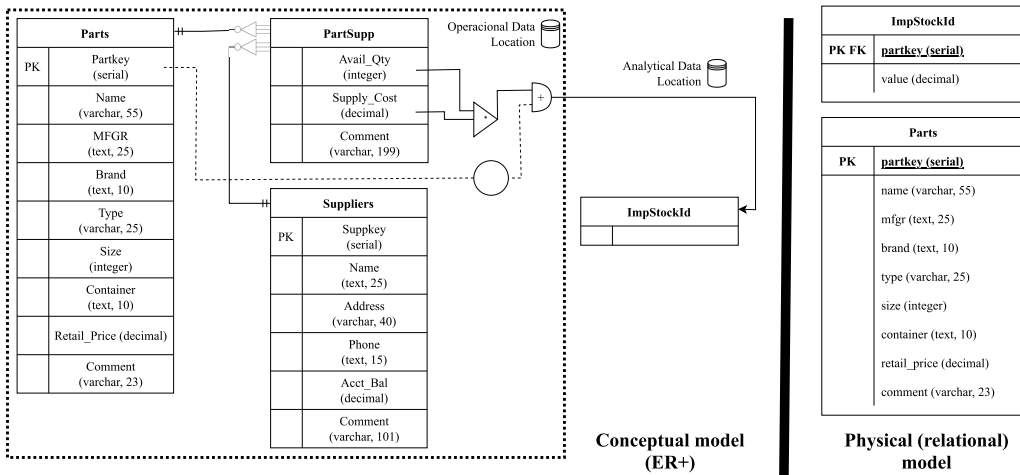 Parts
PK
Partkey
(serial)
Name
(varchar, 55)
MFGR
(text, 25)
Brand
(text, 10)
Type
(varchar, 25)
Size
(integer)
Container
(text, 10)
Retail_Price (decimal)
Comment
(varchar, 23)
PartSupp
Avail_Qty
(integer)
Supply_Cost
(decimal)
Comment
(varchar, 199)
Suppliers
PK
Suppkey
(serial)
Name
(text, 25)
Address
(varchar, 40)
Phone
(text, 15)
Acct_Bal
(decimal)
Comment
(varchar, 101)
Operacional Data
Location
*
+
Analytical Data
Location
ImpStockId
Conceptual model
(ER+)
ImpStockId
PK FK
partkey (serial)
value (decimal)
Parts
PK
partkey (serial)
name (varchar, 55)
mfgr (text, 25)
brand (text, 10)
type (varchar, 25)
size (integer)
container (text, 10)
retail_price (decimal)
comment (varchar, 23)
Physical (relational)
model